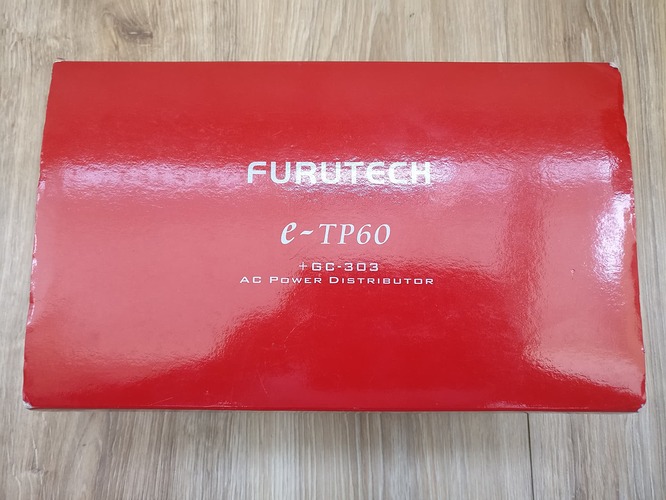 FURUTECH
e-TP60
+GC-303
AC POWER DISTRIBUTOR